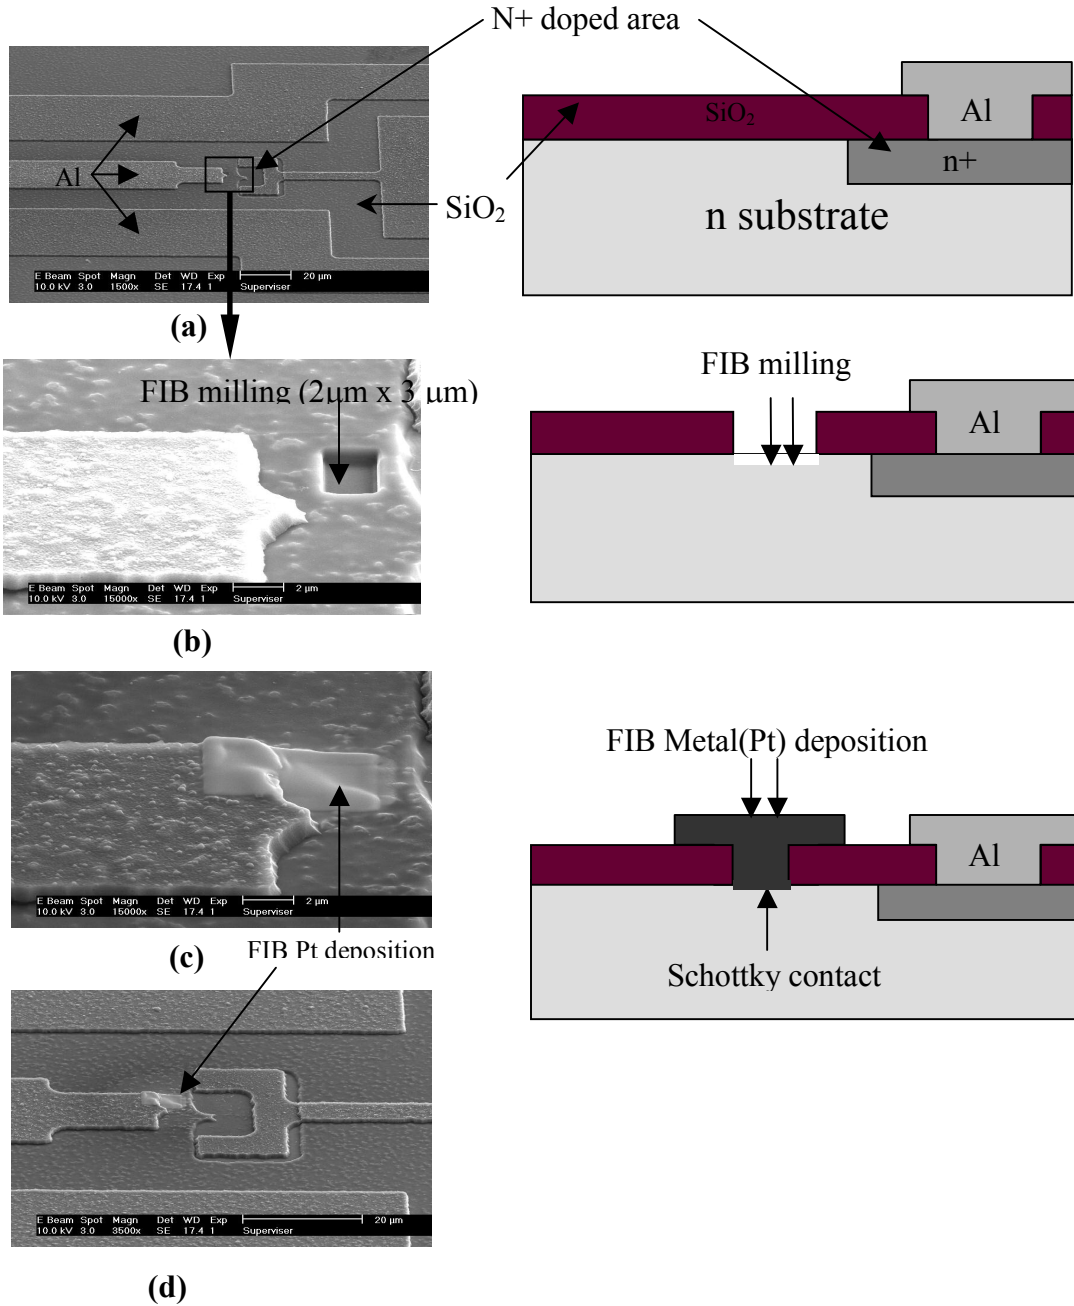 N+ doped area
SiO2
Al
Al
n+
SiO2
n substrate
E Beam Spot Magn Det WD Exp 20 µm
10.0 kV 3.0 1500x SE 17.4 1 Superviser
(a)
FIB milling (2µm x 3 µm)
FIB milling
Al
E Beam Spot Magn Det WD Exp 2 µm
10.0 kV 3.0 15000x SE 17.4 1 Superviser
(b)
FIB Metal(Pt) deposition
Al
E Beam Spot Magn Det WD Exp 2 µm
10.0 kV 3.0 15000x SE 17.4 1 Superviser
(c)
FIB Pt deposition
Schottky contact
E Beam Spot Magn Det WD Exp 20 µm
10.0 kV 3.0 3500x SE 17.4 1 Superviser
(d)